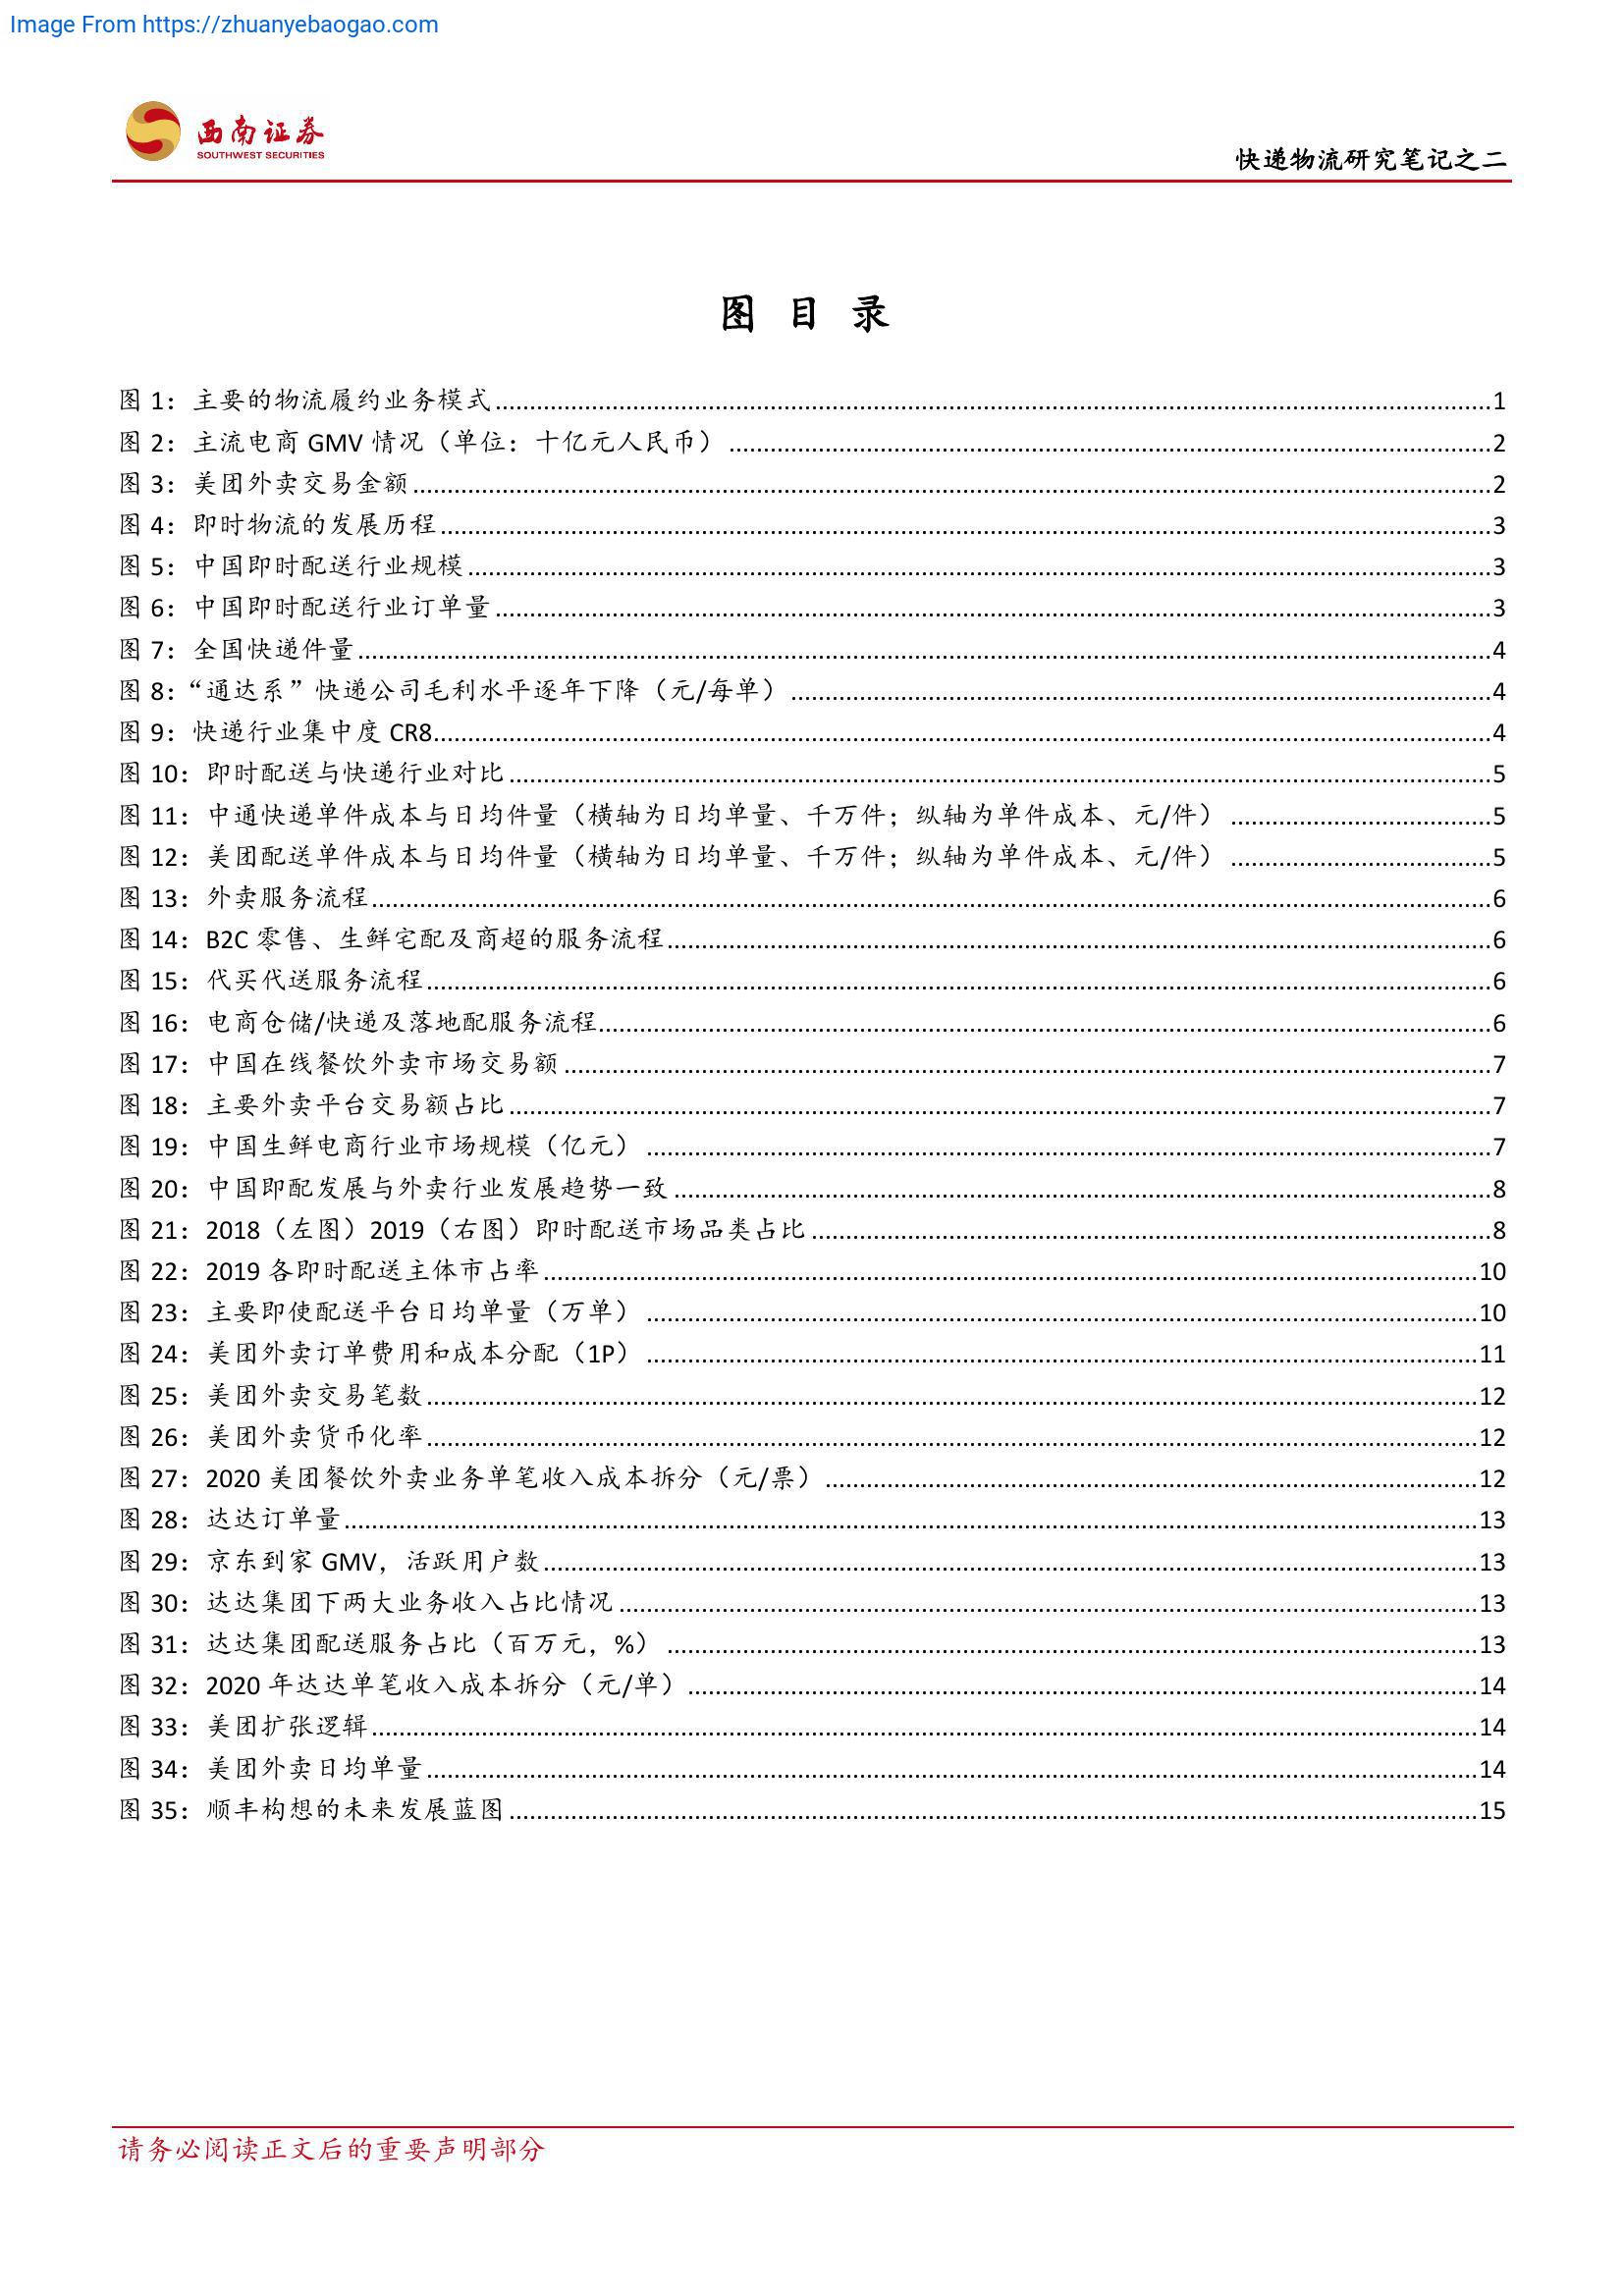 Image From https://zhuanyebaogao.com
西南证券
SOUTHWEST SECURITIES
快递物流研究笔记之二
图 目 录
图 1：主要的物流履约业务模式 1
图 2：主流电商 GMV 情况（单位：十亿元人民币） 2
图 3：美团外卖交易金额 2
图 4：即时物流的发展历程 3
图 5：中国即时配送行业规模 3
图 6：中国即时配送行业订单量 3
图 7：全国快递件量 4
图 8：“通达系”快递公司毛利水平逐年下降（元/每单） 4
图 9：快递行业集中度 CR8 4
图 10：即时配送与快递行业对比 5
图 11：中通快递单件成本与日均件量（横轴为日均单量、千万件；纵轴为单件成本、元/件） 5
图 12：美团配送单件成本与日均件量（横轴为日均单量、千万件；纵轴为单件成本、元/件） 5
图 13：外卖服务流程 6
图 14：B2C 零售、生鲜宅配及商超的服务流程 6
图 15：代买代送服务流程 6
图 16：电商仓储/快递及落地配服务流程 6
图 17：中国在线餐饮外卖市场交易额 7
图 18：主要外卖平台交易额占比 7
图 19：中国生鲜电商行业市场规模（亿元） 7
图 20：中国即配发展与外卖行业发展趋势一致 8
图 21：2018（左图）2019（右图）即时配送市场品类占比 8
图 22：2019 各即时配送主体市占率 10
图 23：主要即使配送平台日均单量（万单） 10
图 24：美团外卖订单费用和成本分配（1P） 11
图 25：美团外卖交易笔数 12
图 26：美团外卖货币化率 12
图 27：2020 美团餐饮外卖业务单笔收入成本拆分（元/票） 12
图 28：达达订单量 13
图 29：京东到家 GMV，活跃用户数 13
图 30：达达集团下两大业务收入占比情况 13
图 31：达达集团配送服务占比（百万元，%） 13
图 32：2020 年达达单笔收入成本拆分（元/单） 14
图 33：美团扩张逻辑 14
图 34：美团外卖日均单量 14
图 35：顺丰构想的未来发展蓝图 15
请务必阅读正文后的重要声明部分